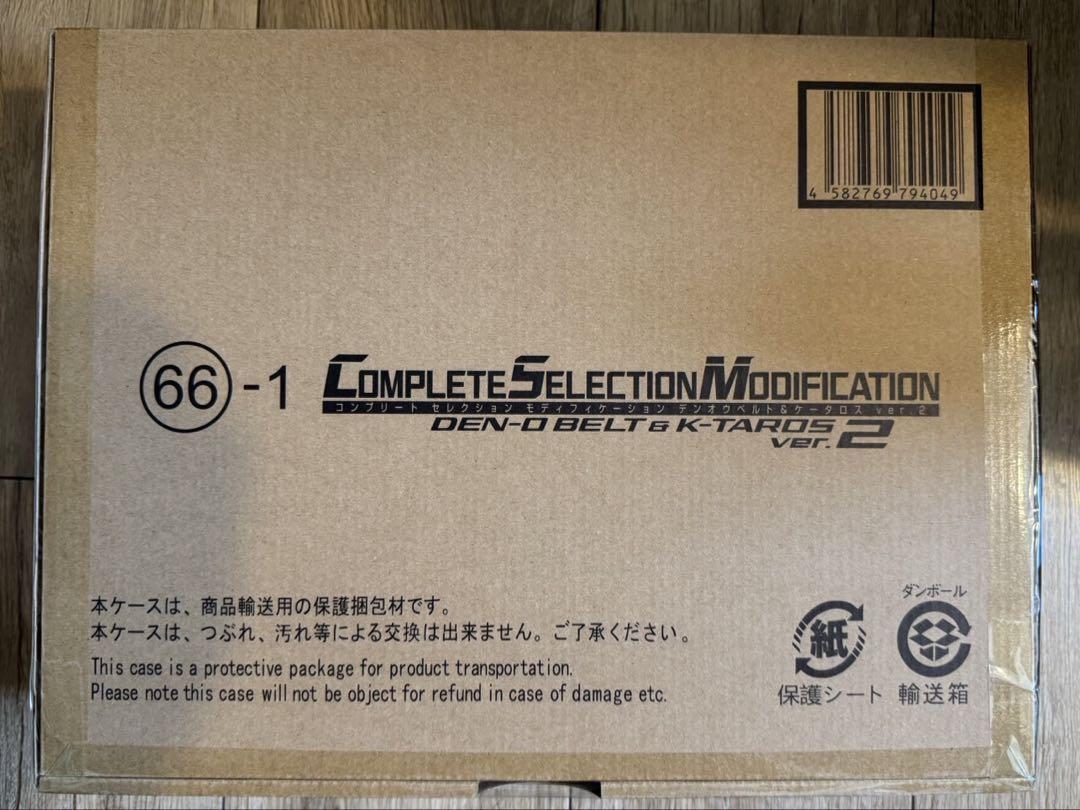 4 582769 794049
66-1 COMPLETE SELECTION MODIFICATION
コンプリート セレクション モディフィケーション デンオウベルト&ケータロス ver.2
DEN-O BELT & K-TAROS
ver.2
本ケースは、商品輸送用の保護梱包材です。
本ケースは、つぶれ、汚れ等による交換は出来ません。ご了承ください。
This case is a protective package for product transportation.
Please note this case will not be object for refund in case of damage etc.
紙
保護シート
ダンボール
輸送箱